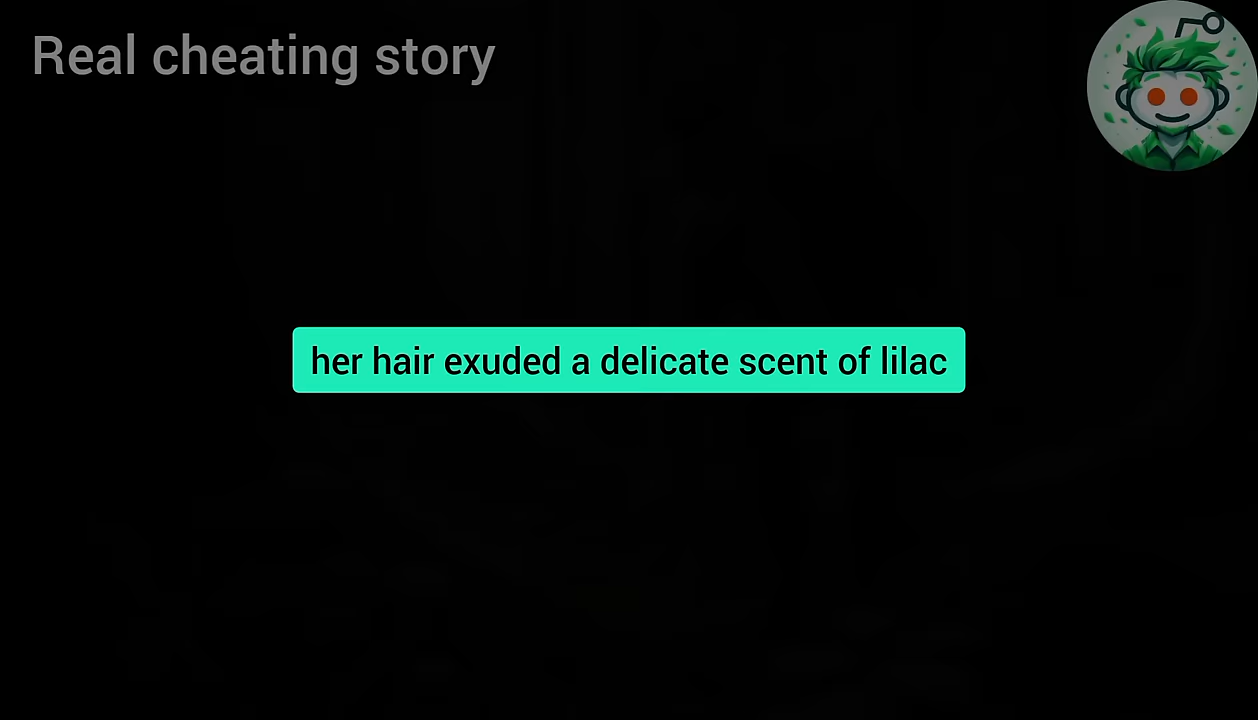 Real cheating story
her hair exuded a delicate scent of lilac